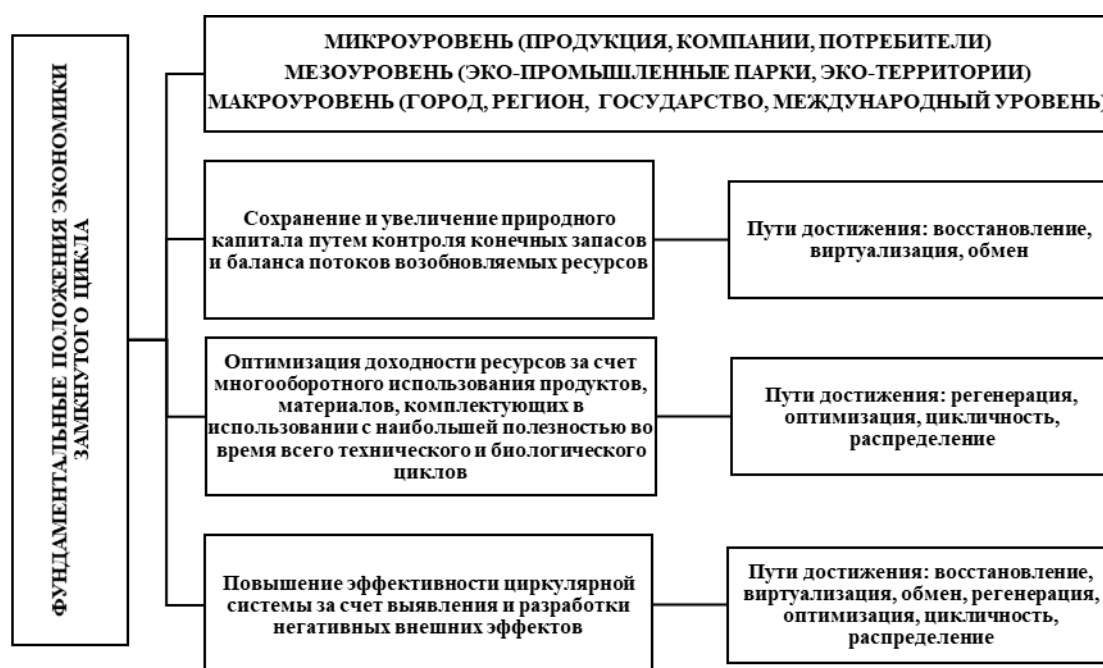 ФУНДАМЕНТАЛЬНЫЕ ПОЛОЖЕНИЯ ЭКОНОМИКИ
ЗАМКНУТОГО ЦИКЛА
МИКРОУРОВЕНЬ (ПРОДУКЦИЯ, КОМПАНИИ, ПОТРЕБИТЕЛИ)
МЕЗОУРОВЕНЬ (ЭКО-ПРОМЫШЛЕННЫЕ ПАРКИ, ЭКО-ТЕРРИТОРИИ)
МАКРОУРОВЕНЬ (ГОРОД, РЕГИОН, ГОСУДАРСТВО, МЕЖДУНАРОДНЫЙ УРОВЕНЬ)
Сохранение и увеличение природного
капитала путем контроля конечных запасов
и баланса потоков возобновляемых ресурсов
Пути достижения: восстановление,
виртуализация, обмен
Оптимизация доходности ресурсов за счет
многооборотного использования продуктов,
материалов, комплектующих в
использовании с наибольшей полезностью во
время всего технического и биологического
циклов
Пути достижения: регенерация,
оптимизация, цикличность,
распределение
Повышение эффективности циркулярной
системы за счет выявления и разработки
негативных внешних эффектов
Пути достижения: восстановление,
виртуализация, обмен, регенерация,
оптимизация, цикличность,
распределение